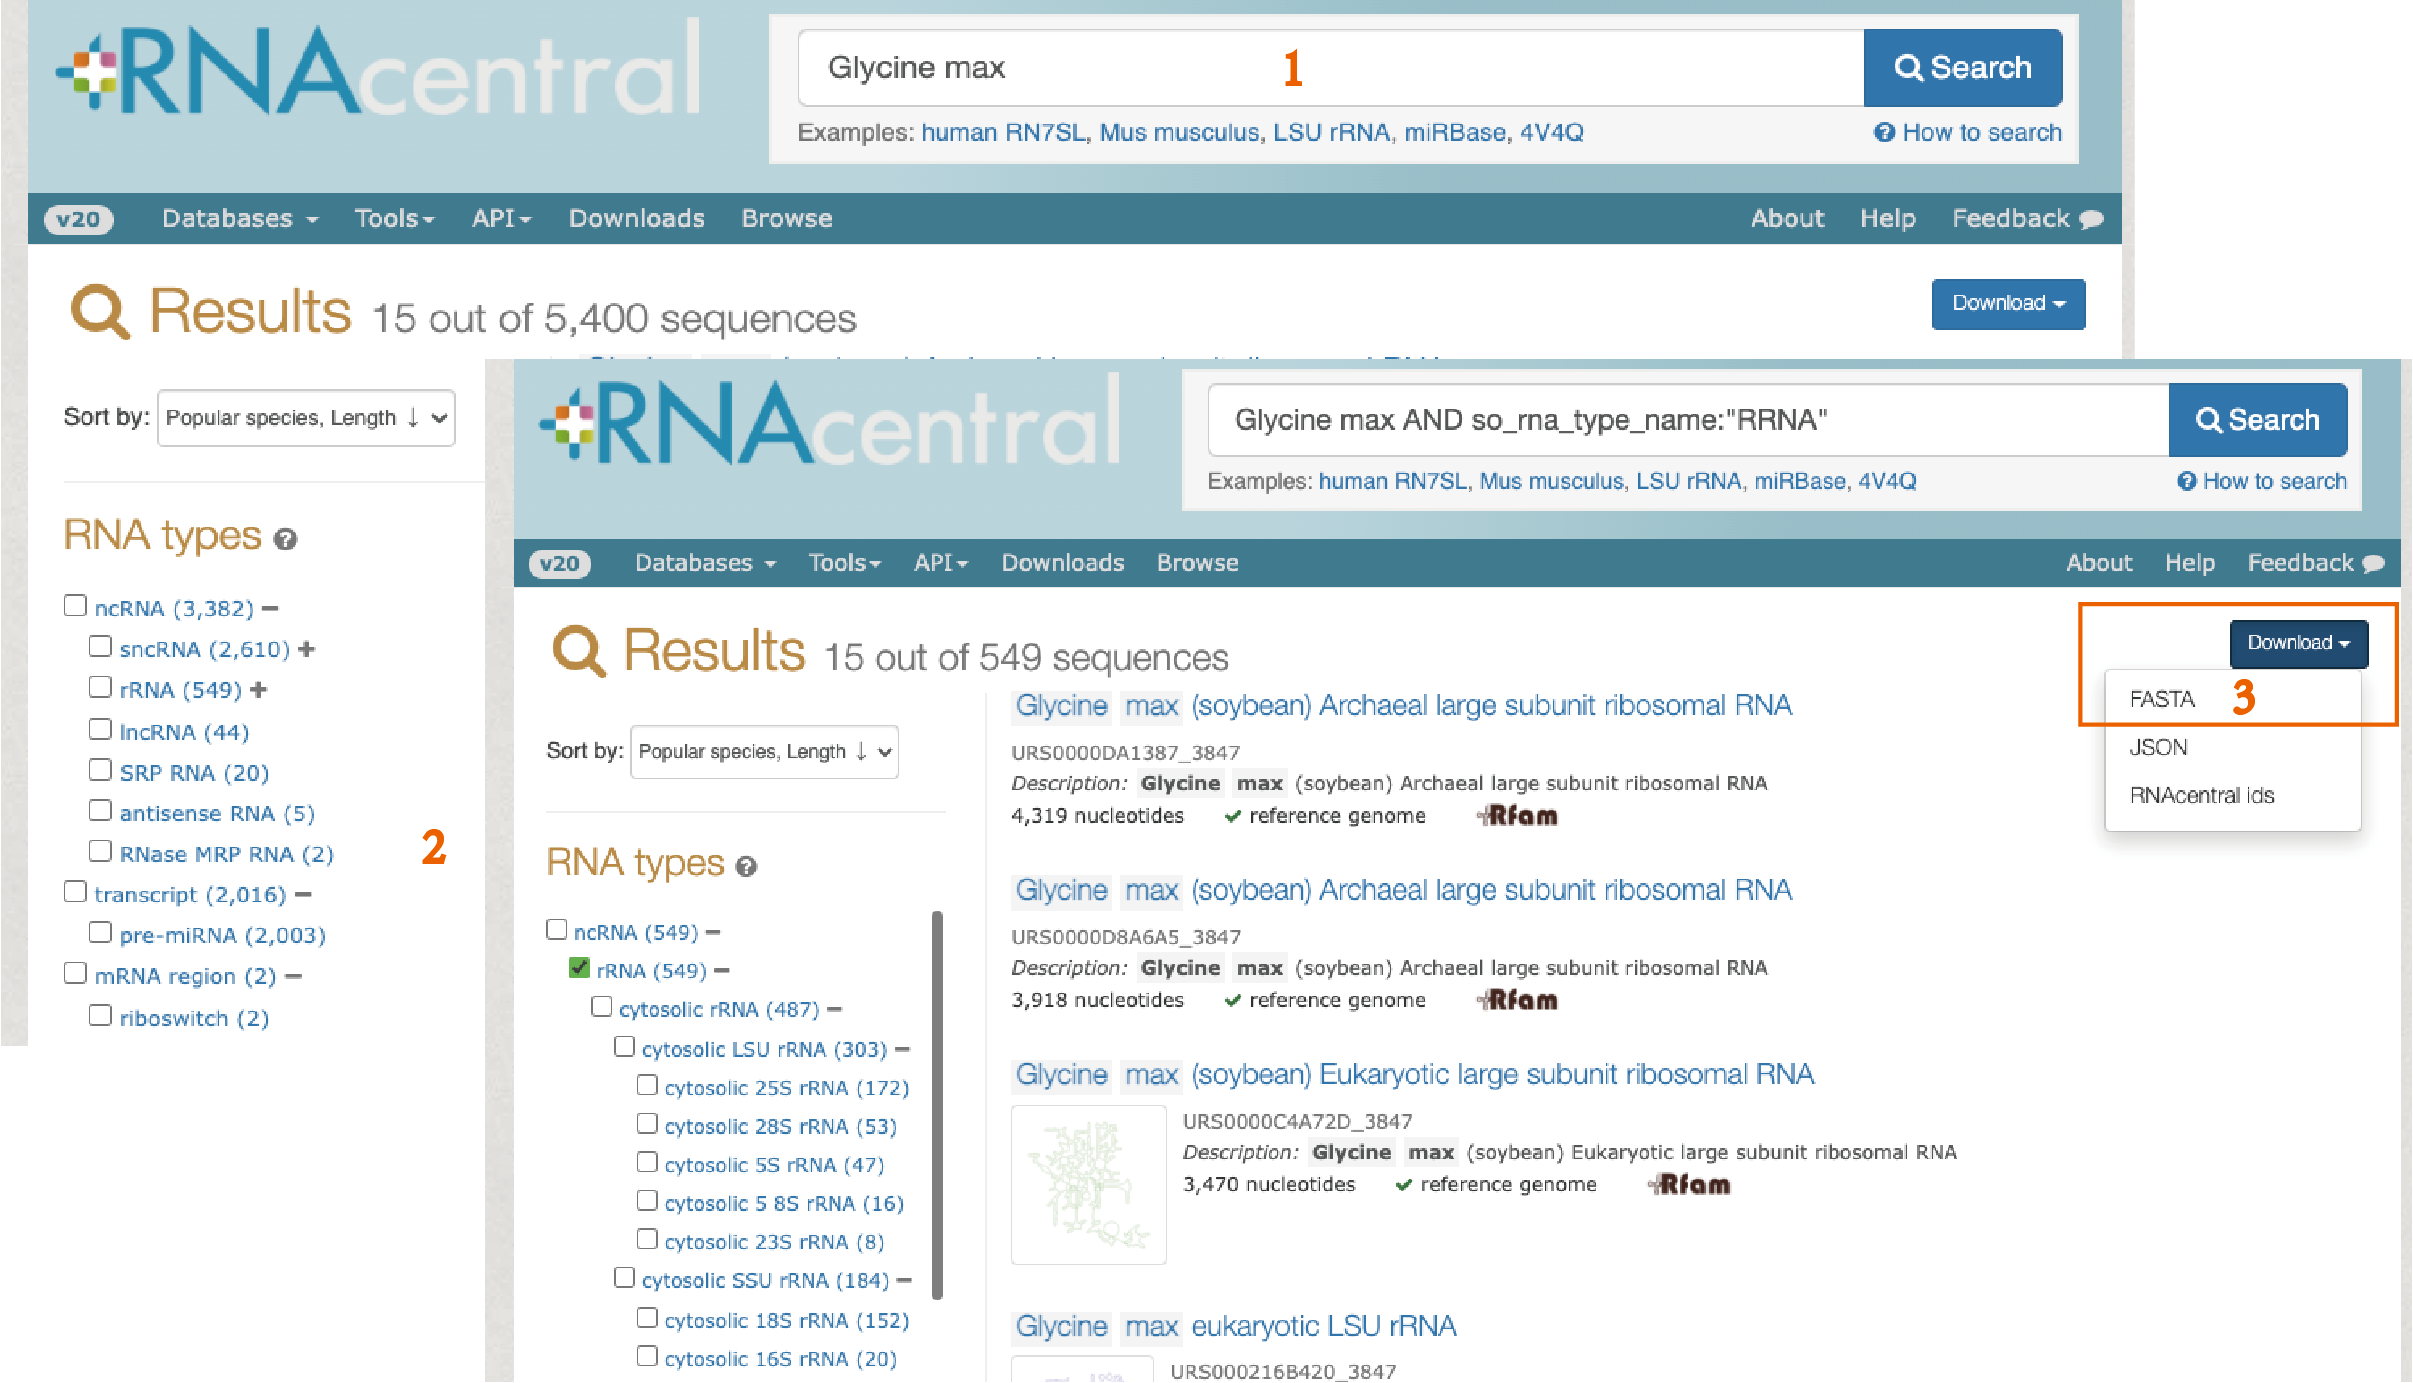 RNAcentral
Glycine max
1
Search
Examples: human RN7SL, Mus musculus, LSU rRNA, miRBase, 4V4Q
How to search
v20 Databases Tools API Downloads Browse About Help Feedback
Results 15 out of 5,400 sequences
Download
Sort by: Popular species, Length ↓
RNA types
ncRNA (3,382)
sncRNA (2,610)
rRNA (549)
lncRNA (44)
SRP RNA (20)
antisense RNA (5)
RNase MRP RNA (2)
2
transcript (2,016)
pre-miRNA (2,003)
mRNA region (2)
riboswitch (2)
RNAcentral
Glycine max AND so_rna_type_name:"RRNA"
Search
Examples: human RN7SL, Mus musculus, LSU rRNA, miRBase, 4V4Q
How to search
v20 Databases Tools API Downloads Browse About Help Feedback
Results 15 out of 549 sequences
Download
FASTA 3
JSON
RNAcentral ids
Sort by: Popular species, Length ↓
RNA types
ncRNA (549)
rRNA (549)
cytosolic rRNA (487)
cytosolic LSU rRNA (303)
cytosolic 25S rRNA (172)
cytosolic 28S rRNA (53)
cytosolic 5S rRNA (47)
cytosolic 5 8S rRNA (16)
cytosolic 23S rRNA (8)
cytosolic SSU rRNA (184)
cytosolic 18S rRNA (152)
cytosolic 16S rRNA (20)
Glycine max (soybean) Archaeal large subunit ribosomal RNA
URS0000DA1387_3847
Description: Glycine max (soybean) Archaeal large subunit ribosomal RNA
4,319 nucleotides reference genome Rfam
Glycine max (soybean) Archaeal large subunit ribosomal RNA
URS0000D8A6A5_3847
Description: Glycine max (soybean) Archaeal large subunit ribosomal RNA
3,918 nucleotides reference genome Rfam
Glycine max (soybean) Eukaryotic large subunit ribosomal RNA
URS0000C4A72D_3847
Description: Glycine max (soybean) Eukaryotic large subunit ribosomal RNA
3,470 nucleotides reference genome Rfam
Glycine max eukaryotic LSU rRNA
URS000216B420_3847